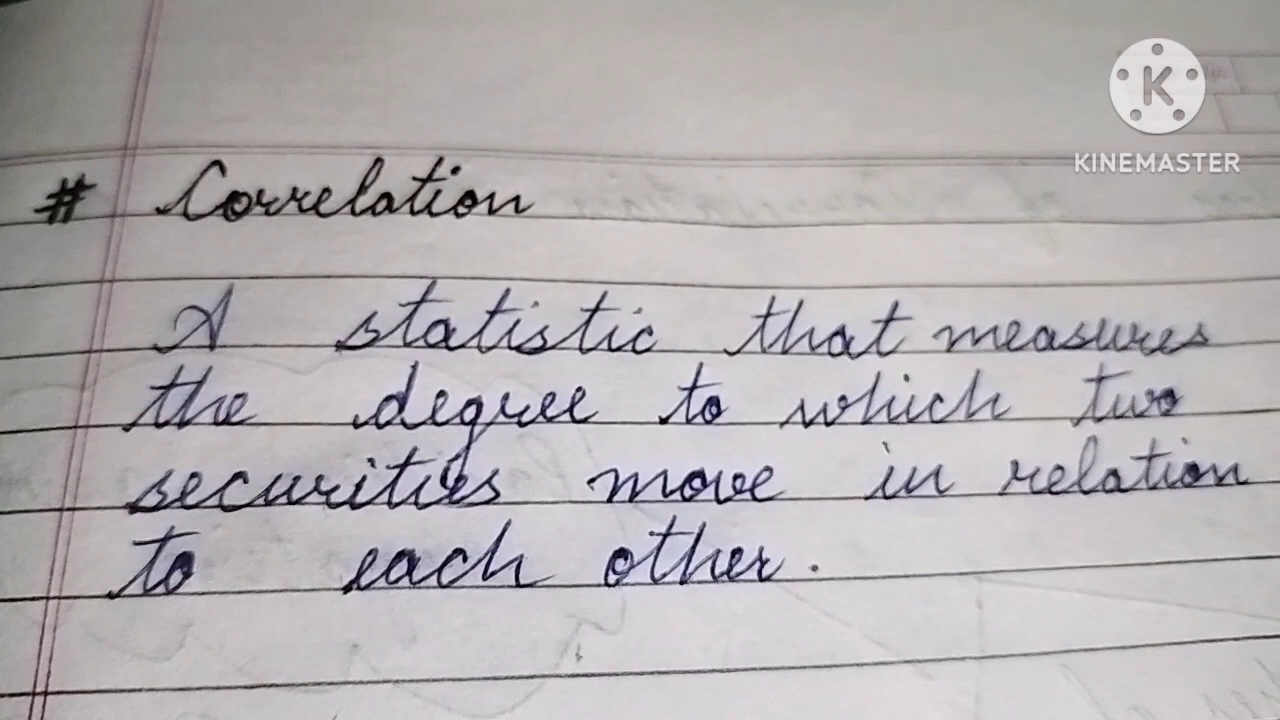 KINEMASTER
# Correlation
A statistic that measures
the degree to which two
securities move in relation
to each other.